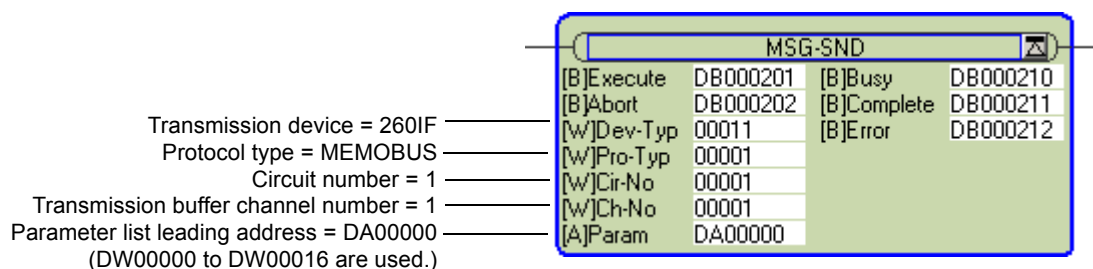 MSG-SND
[B]Execute DB000201 [B]Busy DB000210
[B]Abort DB000202 [B]Complete DB000211
Transmission device = 260IF [W]Dev-Typ 00011 [B]Error DB000212
Protocol type = MEMOBUS [W]Pro-Typ 00001
Circuit number = 1 [W]Cir-No 00001
Transmission buffer channel number = 1 [W]Ch-No 00001
Parameter list leading address = DA00000 [A]Param DA00000
(DW00000 to DW00016 are used.)